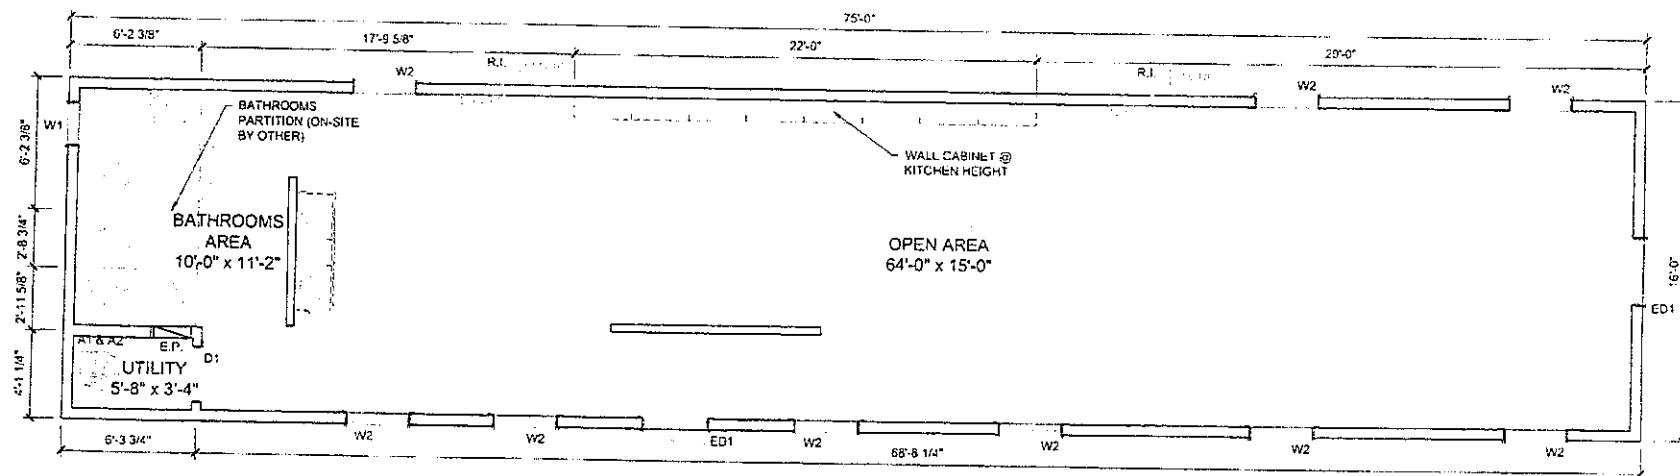 75'-0"
6'-2 3/8"
17'-9 5/8"
22'-0"
29'-0"
R.I.
R.I.
W2
W2
W2
W1
BATHROOMS
PARTITION (ON-SITE
BY OTHER)
WALL CABINET @
KITCHEN HEIGHT
6'-2 3/8"
2'-8 3/4"
2'-11 5/8"
4'-1 1/4"
BATHROOMS
AREA
10'-0" x 11'-2"
OPEN AREA
64'-0" x 15'-0"
16'-0"
ED1
A1 & A2
E.P.
D1
UTILITY
5'-8" x 3'-4"
W2
W2
ED1
W2
W2
W2
W2
6'-3 3/4"
68'-8 1/4"